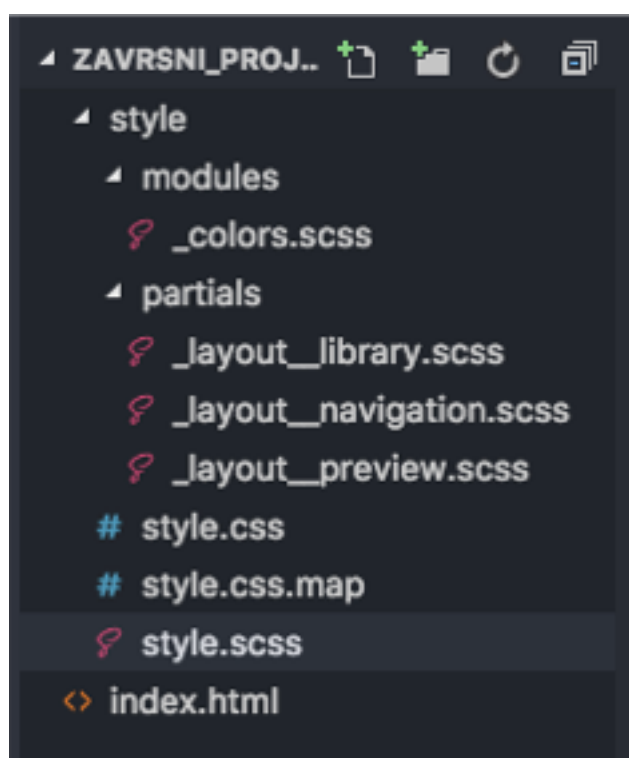 ZAVRSNI_PROJ..
style
modules
_colors.scss
partials
_layout__library.scss
_layout__navigation.scss
_layout__preview.scss
# style.css
# style.css.map
style.scss
<> index.html